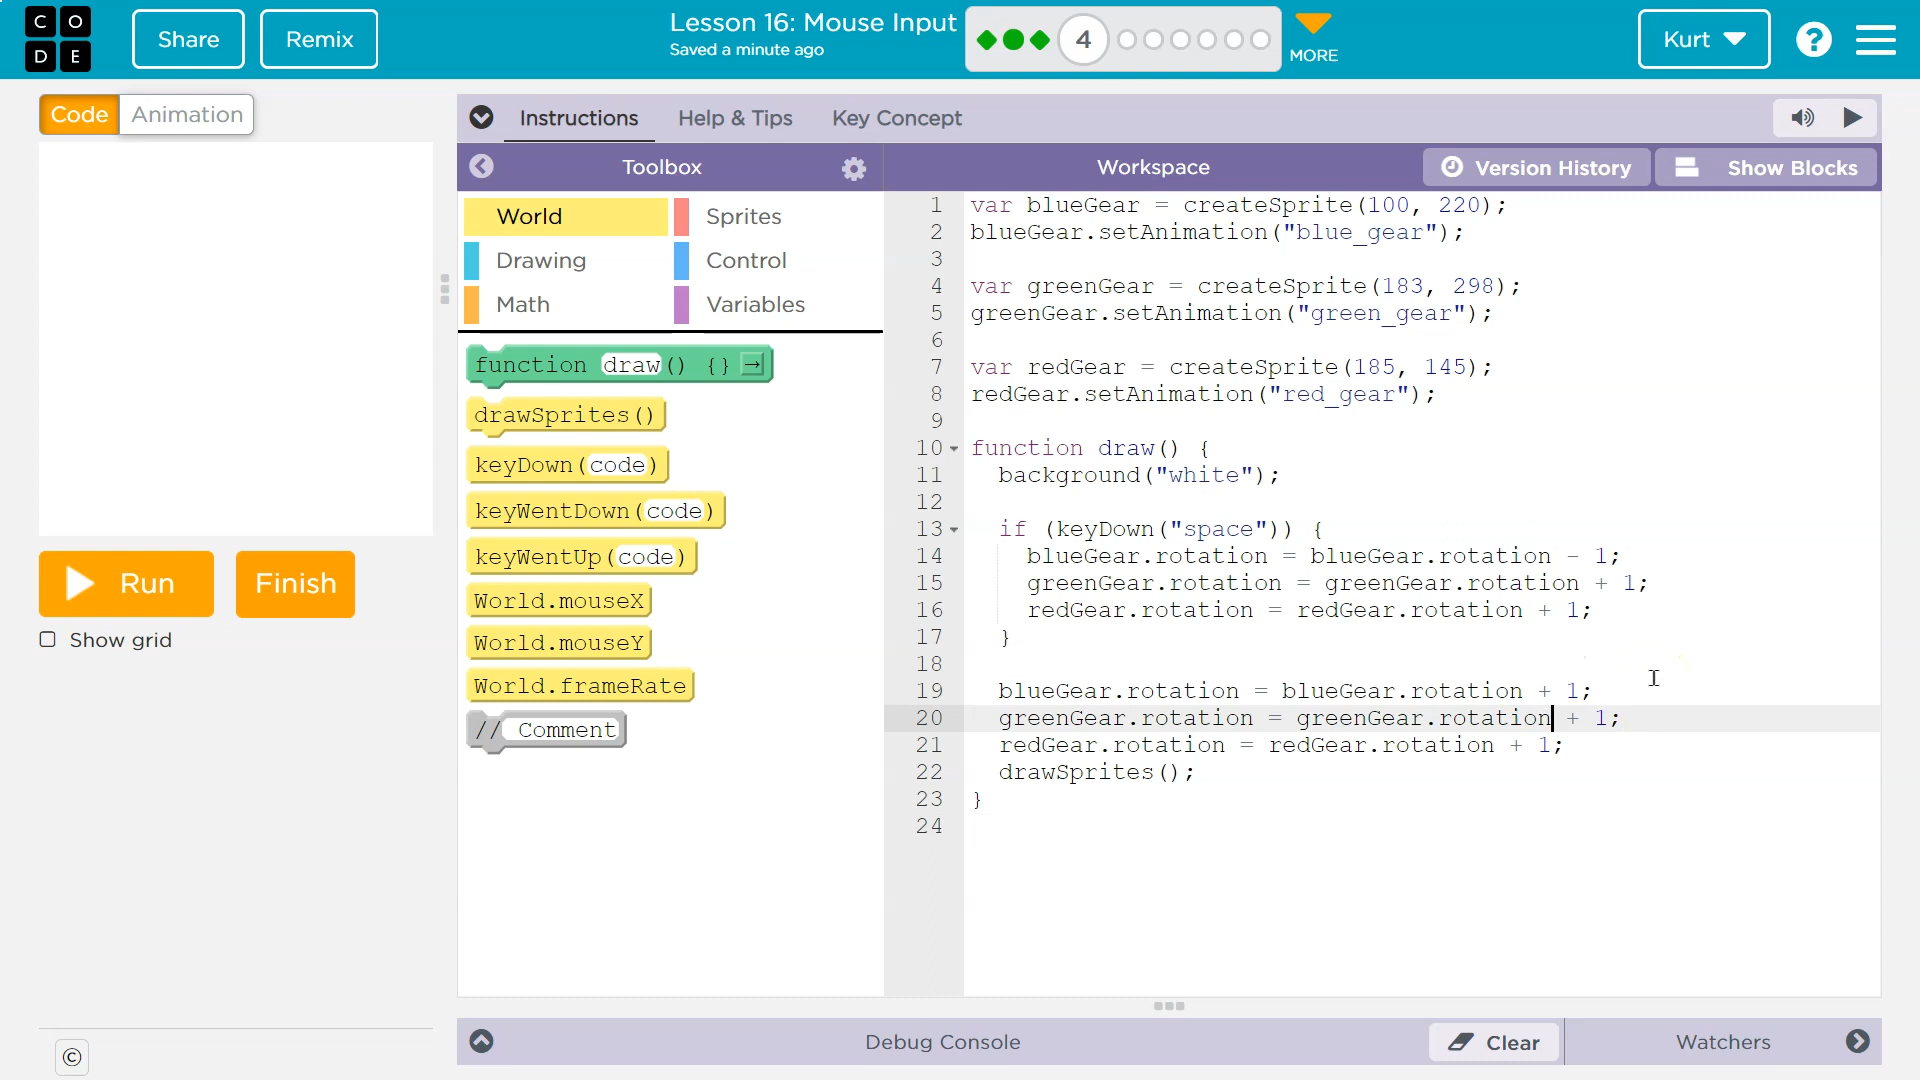 C O D E
Share
Remix
Lesson 16: Mouse Input
Saved a minute ago
4
MORE
Kurt
?
Code
Animation
Instructions
Help & Tips
Key Concept
Toolbox
Workspace
Version History
Show Blocks
World
Sprites
Drawing
Control
Math
Variables
function draw() {} →
drawSprites()
keyDown(code)
keyWentDown(code)
keyWentUp(code)
World.mouseX
World.mouseY
World.frameRate
// Comment
1 var blueGear = createSprite(100, 220);
2 blueGear.setAnimation("blue_gear");
3
4 var greenGear = createSprite(183, 298);
5 greenGear.setAnimation("green_gear");
6
7 var redGear = createSprite(185, 145);
8 redGear.setAnimation("red_gear");
9
10 function draw() {
11 background("white");
12
13 if (keyDown("space")) {
14 blueGear.rotation = blueGear.rotation - 1;
15 greenGear.rotation = greenGear.rotation + 1;
16 redGear.rotation = redGear.rotation + 1;
17 }
18
19 blueGear.rotation = blueGear.rotation + 1;
20 greenGear.rotation = greenGear.rotation + 1;
21 redGear.rotation = redGear.rotation + 1;
22 drawSprites();
23 }
24
Run
Finish
Show grid
©
Debug Console
Clear
Watchers